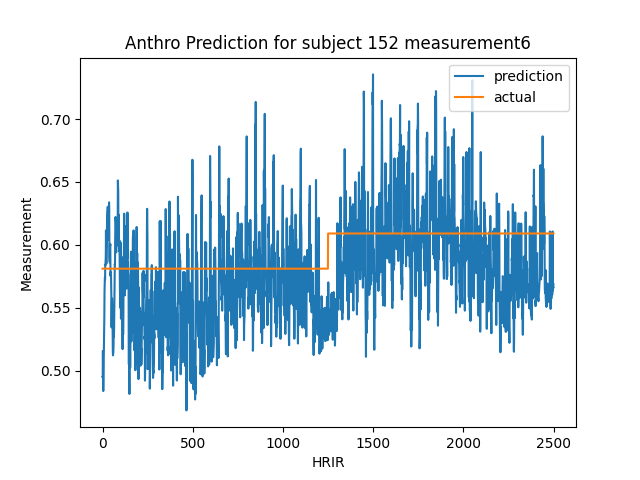 Anthro Prediction for subject 152 measurement6
prediction
actual
Measurement
0.70
0.65
0.60
0.55
0.50
0 500 1000 1500 2000 2500
HRIR